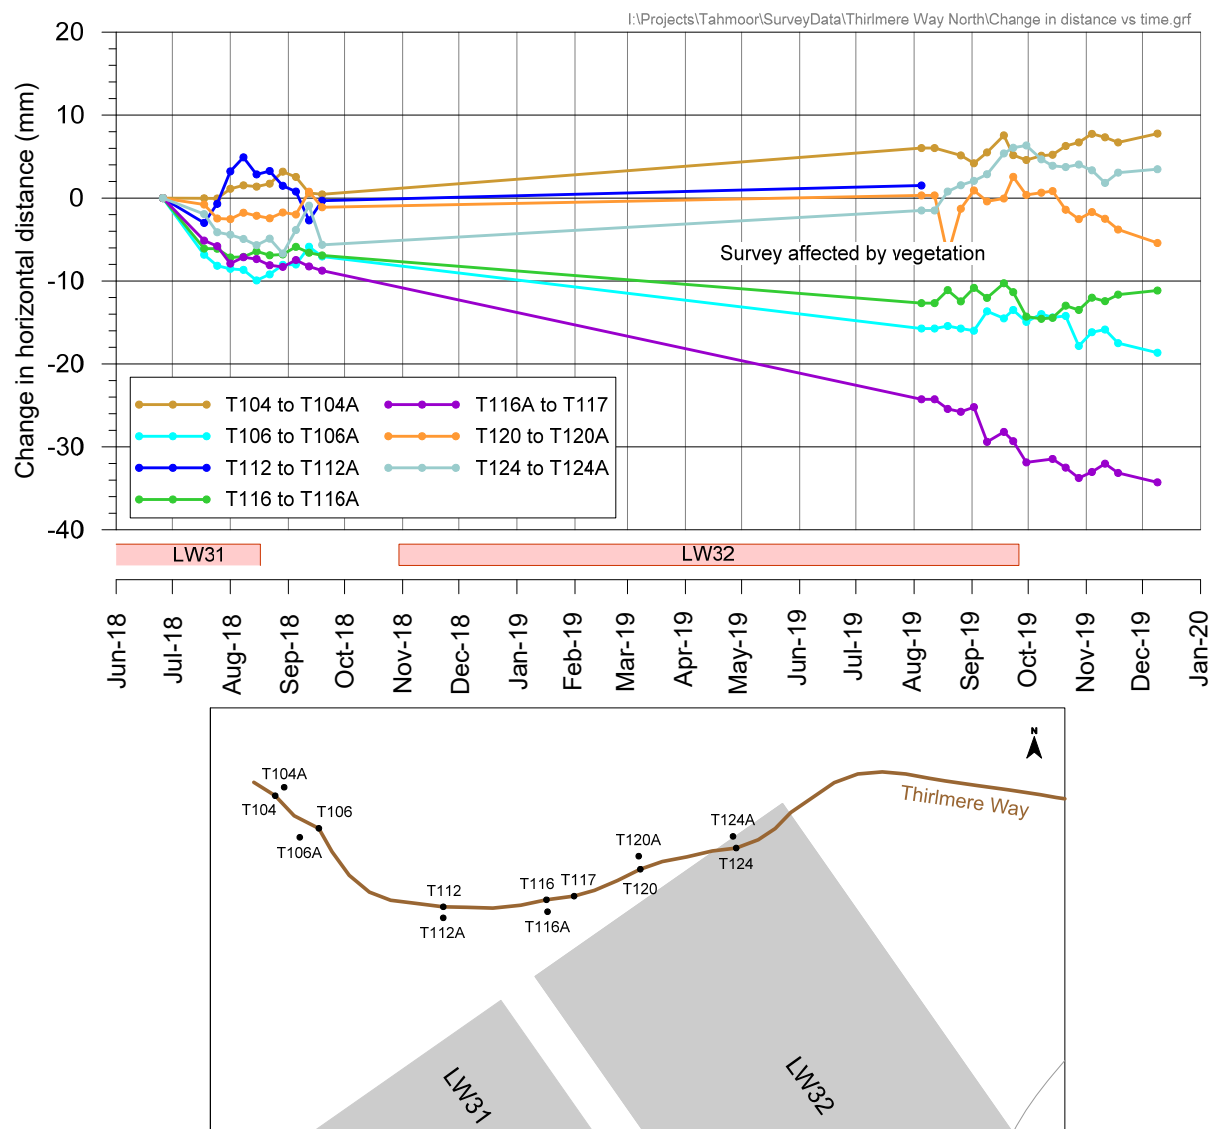 I:\Projects\Tahmoor\SurveyData\Thirlmere Way North\Change in distance vs time.grf
Change in horizontal distance (mm)
20
10
0
-10
-20
-30
-40
Survey affected by vegetation
T104 to T104A
T106 to T106A
T112 to T112A
T116 to T116A
T116A to T117
T120 to T120A
T124 to T124A
LW31
LW32
Jun-18
Jul-18
Aug-18
Sep-18
Oct-18
Nov-18
Dec-18
Jan-19
Feb-19
Mar-19
Apr-19
May-19
Jun-19
Jul-19
Aug-19
Sep-19
Oct-19
Nov-19
Dec-19
Jan-20
N
T104A
T104
T106
T106A
Thirlmere Way
T124A
T124
T120A
T120
T112
T112A
T116
T117
T116A
LW31
LW32